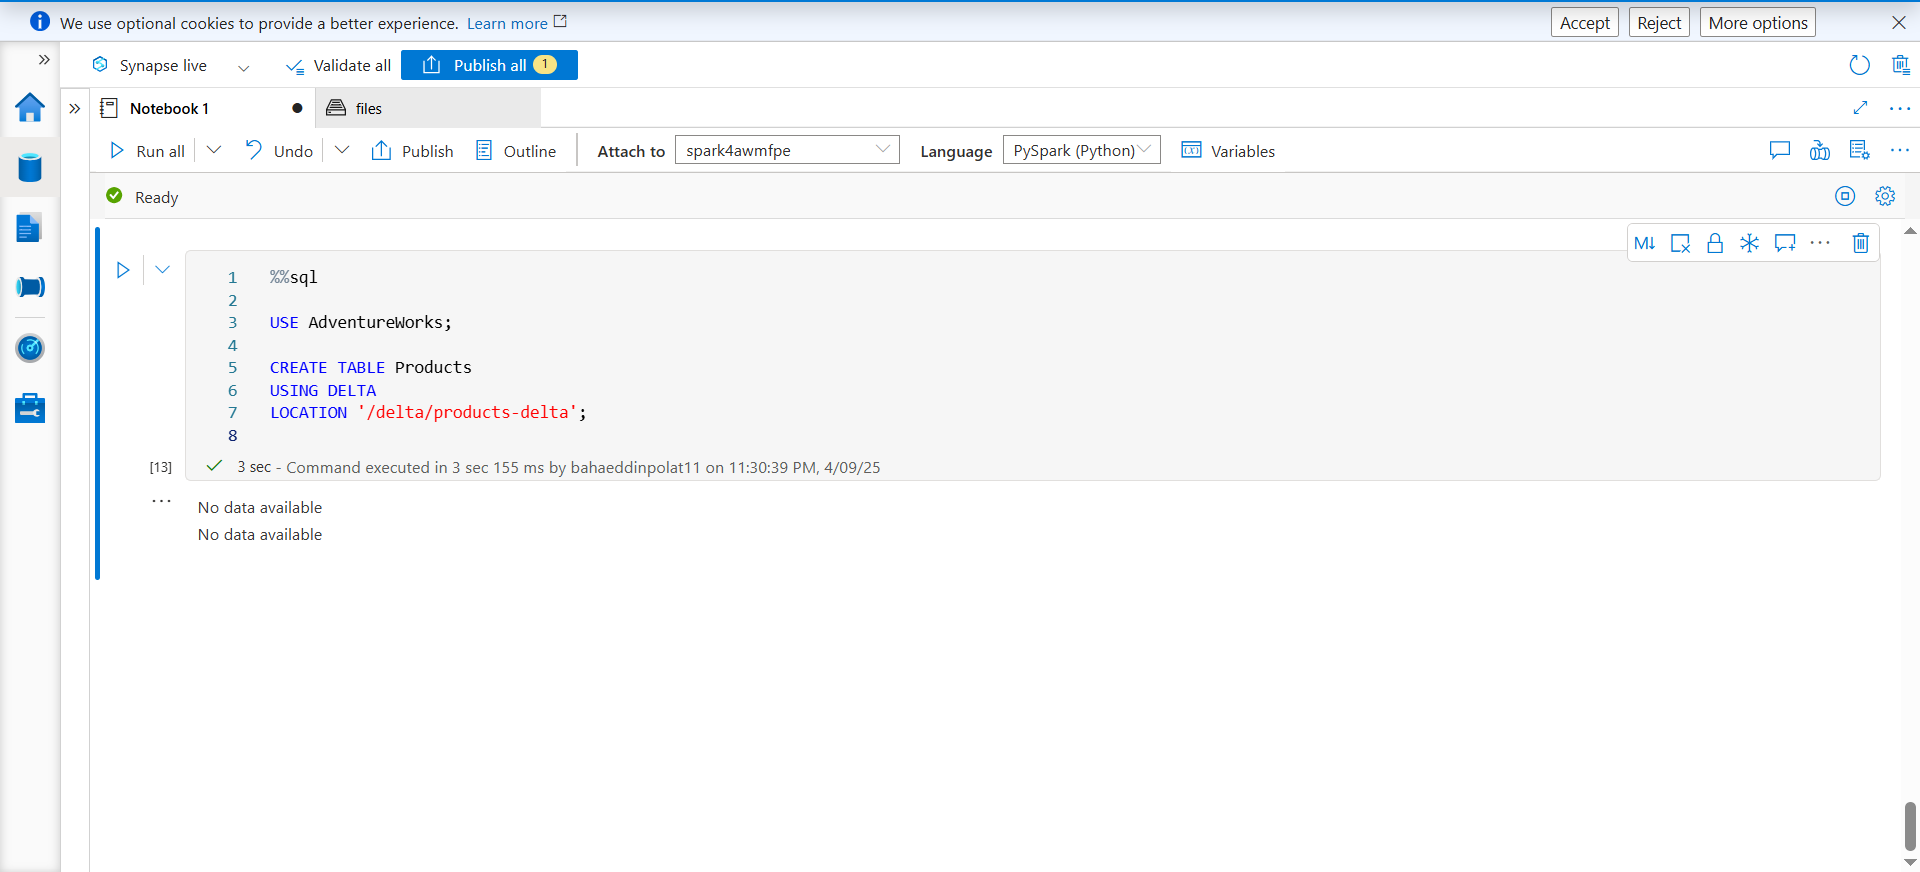 We use optional cookies to provide a better experience. Learn more
Accept
Reject
More options
Synapse live
Validate all
Publish all 1
Notebook 1
files
Run all
Undo
Publish
Outline
Attach to
spark4awmfpe
Language
PySpark (Python)
Variables
Ready
M↓
1 %%sql
2
3 USE AdventureWorks;
4
5 CREATE TABLE Products
6 USING DELTA
7 LOCATION '/delta/products-delta';
8
[13] 3 sec - Command executed in 3 sec 155 ms by bahaeddinpolat11 on 11:30:39 PM, 4/09/25
No data available
No data available